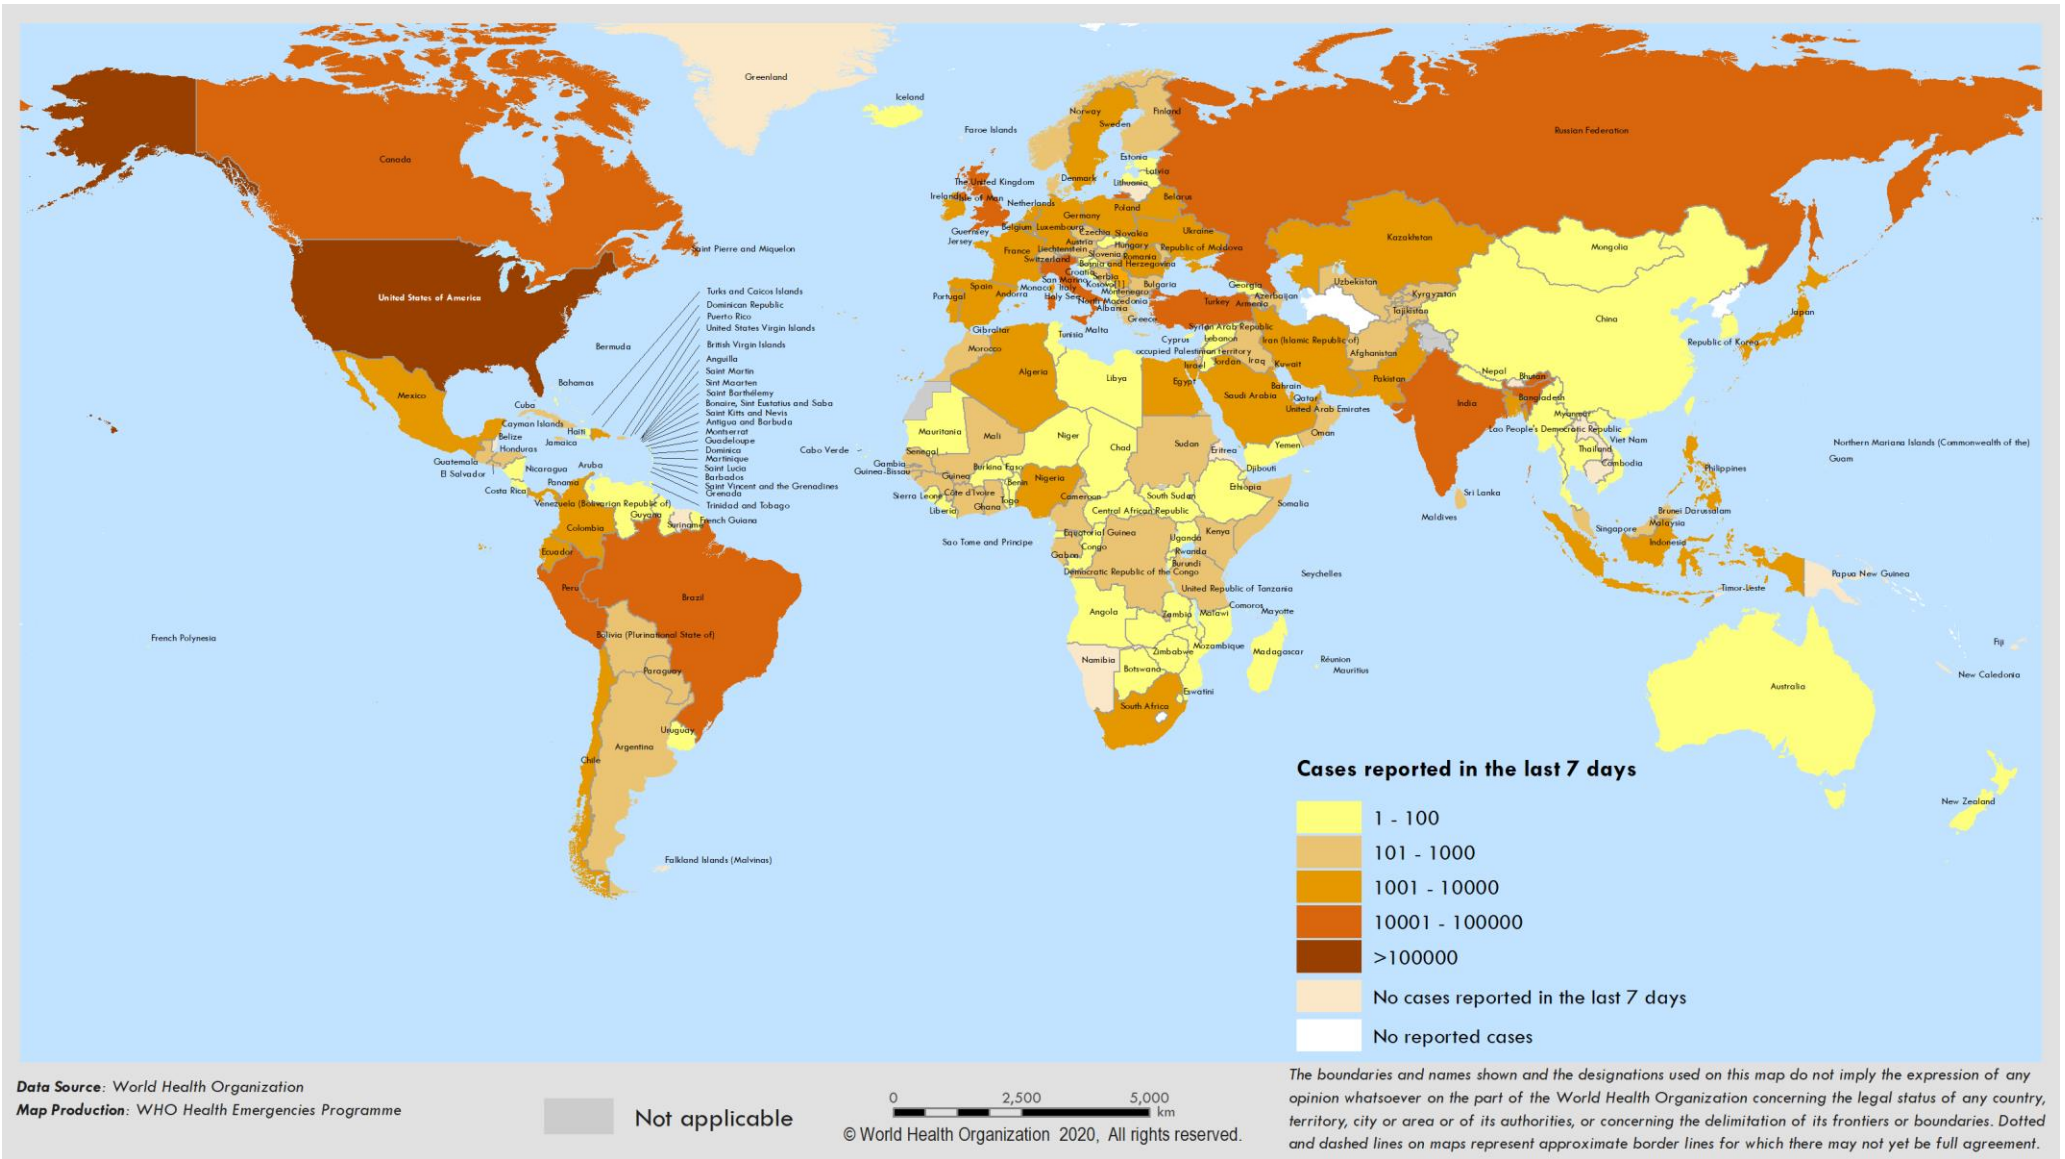 Greenland
Iceland
Faroe Islands
Norway
Finland
Sweden
Russian Federation
Canada
Estonia
Latvia
Lithuania
Denmark
The United Kingdom
Ireland
Isle of Man
Netherlands
Poland
Belarus
Germany
Guernsey
Belgium
Luxembourg
Jersey
Czechia
Slovakia
Ukraine
Austria
Hungary
France
Liechtenstein
Republic of Moldova
Slovenia
Romania
Switzerland
Bosnia and Herzegovina
Croatia
Serbia
San Marino
Kosovo[1]
Bulgaria
Monaco
Italy
Spain
Portugal
Andorra
Montenegro
North Macedonia
Albania
Greece
Kazakhstan
Mongolia
Uzbekistan
Kyrgyzstan
Georgia
Azerbaijan
Armenia
Turkey
Tajikistan
China
Japan
Republic of Korea
Saint Pierre and Miquelon
United States of America
Turks and Caicos Islands
Dominican Republic
Puerto Rico
United States Virgin Islands
British Virgin Islands
Anguilla
Saint Martin
Sint Maarten
Saint Barthélemy
Bonaire, Sint Eustatius and Saba
Saint Kitts and Nevis
Antigua and Barbuda
Montserrat
Guadeloupe
Dominica
Martinique
Saint Lucia
Barbados
Saint Vincent and the Grenadines
Grenada
Trinidad and Tobago
Bermuda
Bahamas
Mexico
Cuba
Cayman Islands
Haiti
Belize
Jamaica
Honduras
Guatemala
El Salvador
Nicaragua
Aruba
Costa Rica
Panama
Venezuela (Bolivarian Republic of)
Guyana
Suriname
French Guiana
Colombia
Ecuador
Peru
Brazil
Bolivia (Plurinational State of)
Paraguay
Uruguay
Argentina
Chile
Falkland Islands (Malvinas)
French Polynesia
Gibraltar
Tunisia
Malta
Cyprus
Syrian Arab Republic
Lebanon
Iran (Islamic Republic of)
occupied Palestinian territory
Israel
Jordan
Iraq
Kuwait
Afghanistan
Pakistan
Nepal
Bhutan
Morocco
Algeria
Libya
Egypt
Saudi Arabia
Bahrain
Qatar
United Arab Emirates
Oman
India
Bangladesh
Myanmar
Lao People's Democratic Republic
Viet Nam
Thailand
Cambodia
Philippines
Northern Mariana Islands (Commonwealth of the)
Guam
Mauritania
Mali
Niger
Chad
Sudan
Eritrea
Yemen
Djibouti
Cabo Verde
Senegal
Gambia
Guinea-Bissau
Guinea
Burkina Faso
Benin
Nigeria
Sierra Leone
Côte d'Ivoire
Togo
Ghana
Liberia
Cameroon
South Sudan
Ethiopia
Central African Republic
Somalia
Sri Lanka
Maldives
Brunei Darussalam
Malaysia
Singapore
Indonesia
Sao Tome and Principe
Equatorial Guinea
Gabon
Congo
Uganda
Kenya
Rwanda
Burundi
Democratic Republic of the Congo
United Republic of Tanzania
Seychelles
Timor-Leste
Papua New Guinea
Angola
Zambia
Malawi
Comoros
Mayotte
Mozambique
Zimbabwe
Madagascar
Réunion
Mauritius
Namibia
Botswana
Eswatini
South Africa
Fiji
New Caledonia
Australia
New Zealand
Cases reported in the last 7 days
1 - 100
101 - 1000
1001 - 10000
10001 - 100000
>100000
No cases reported in the last 7 days
No reported cases
Data Source: World Health Organization
Map Production: WHO Health Emergencies Programme
Not applicable
0 2,500 5,000
km
© World Health Organization 2020, All rights reserved.
The boundaries and names shown and the designations used on this map do not imply the expression of any
opinion whatsoever on the part of the World Health Organization concerning the legal status of any country,
territory, city or area or of its authorities, or concerning the delimitation of its frontiers or boundaries. Dotted
and dashed lines on maps represent approximate border lines for which there may not yet be full agreement.